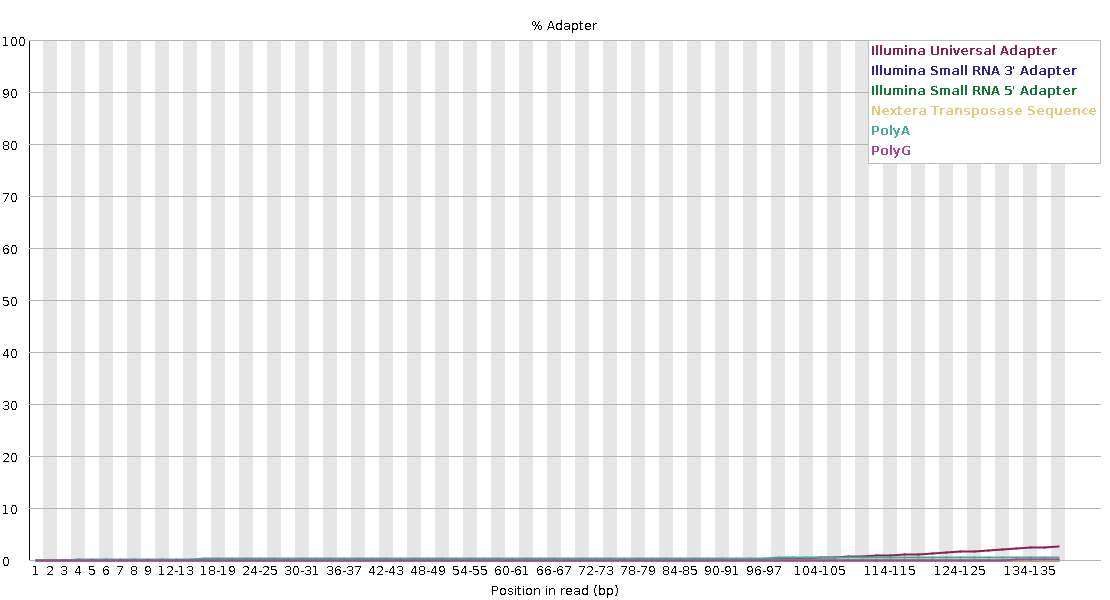 % Adapter
100
90
80
70
60
50
40
30
20
10
0
Illumina Universal Adapter
Illumina Small RNA 3' Adapter
Illumina Small RNA 5' Adapter
Nextera Transposase Sequence
PolyA
PolyG
1 2 3 4 5 6 7 8 9 12-13 18-19 24-25 30-31 36-37 42-43 48-49 54-55 60-61 66-67 72-73 78-79 84-85 90-91 96-97 104-105 114-115 124-125 134-135
Position in read (bp)